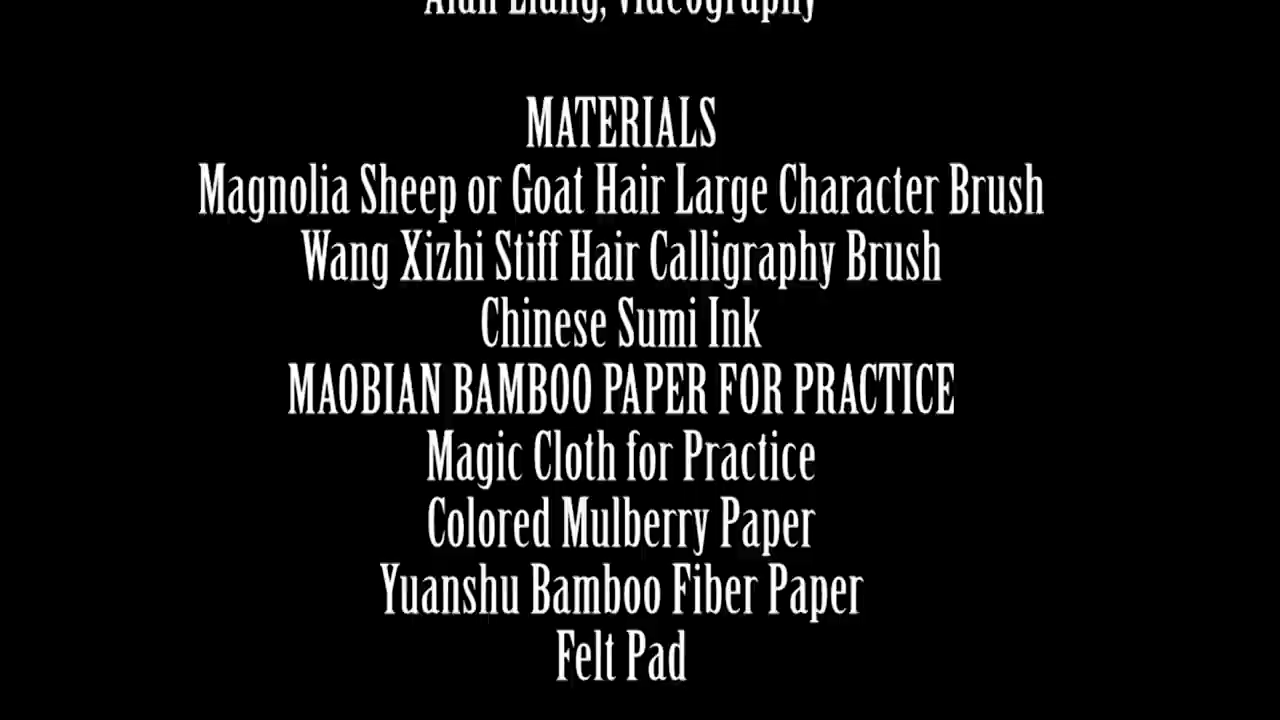 Alan Liang, Videography
MATERIALS
Magnolia Sheep or Goat Hair Large Character Brush
Wang Xizhi Stiff Hair Calligraphy Brush
Chinese Sumi Ink
MAOBIAN BAMBOO PAPER FOR PRACTICE
Magic Cloth for Practice
Colored Mulberry Paper
Yuanshu Bamboo Fiber Paper
Felt Pad